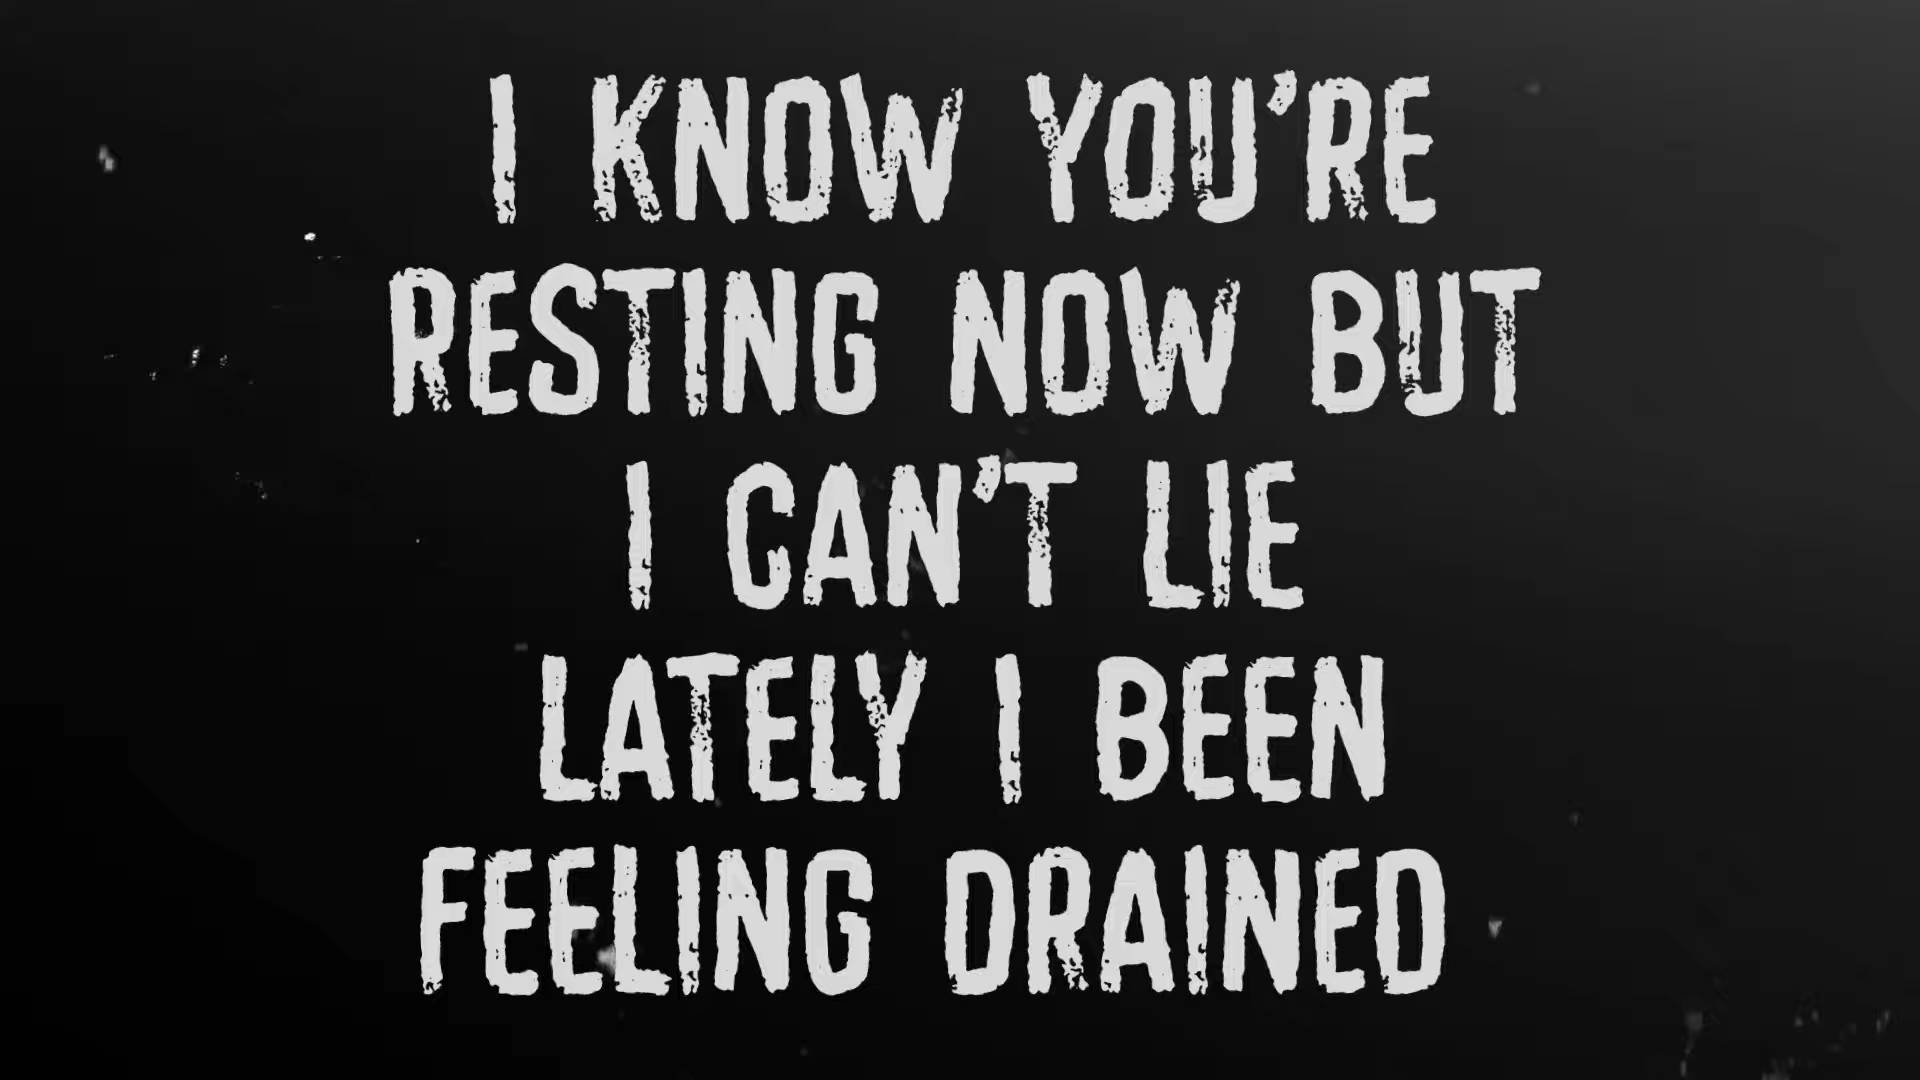 I KNOW YOU'RE
RESTING NOW BUT
I CAN'T LIE
LATELY I BEEN
FEELING DRAINED